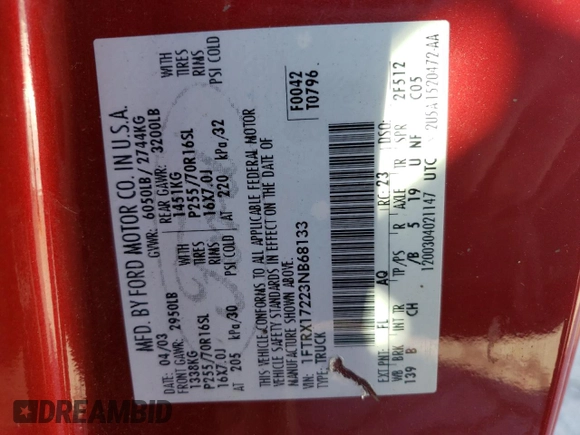 MFD. BY FORD MOTOR CO. IN U.S.A.
DATE: 04/03 GVWR: 6050LB/ 2744KG
FRONT GAWR: 2950LB REAR GAWR: 3200LB
1338KG 1451KG WITH
P255/70R16SL P255/70R16SL TIRES
16X7.0J 16X7.0J RIMS
AT 205 kPa/30 AT 220 kPa/32 PSI COLD
WITH
TIRES
RIMS
PSI COLD
THIS VEHICLE CONFORMS TO ALL APPLICABLE FEDERAL MOTOR
VEHICLE SAFETY STANDARDS IN EFFECT ON THE DATE OF
MANUFACTURE SHOWN ABOVE.
VIN: 1FTRX17223NB68133
TYPE: TRUCK
F0042
T0796
EXT PNT: FL AQ RC: 23 DSO:
WB BRK INT TR TP/PS R AXLE TR SPR 2F512
139 B CH /B 5 19 U NF C05
1200304021147 UTC 2U5A1520472 AA
DREAMBID